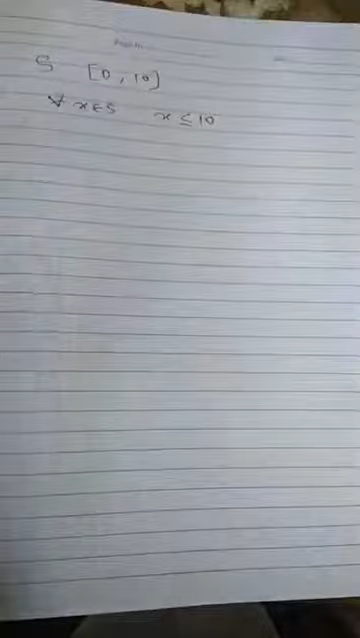 S [0, 10]
∀ x ∈ S x ≤ 10